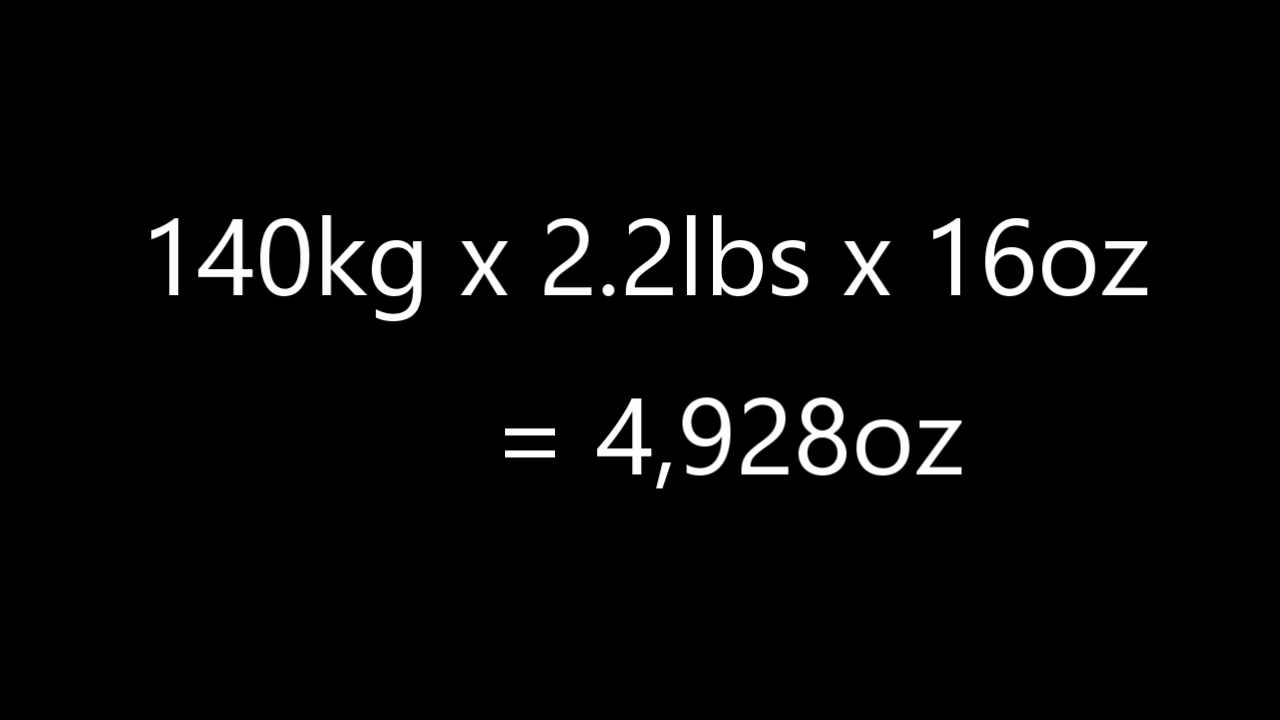 140kg x 2.2lbs x 16oz
= 4,928oz